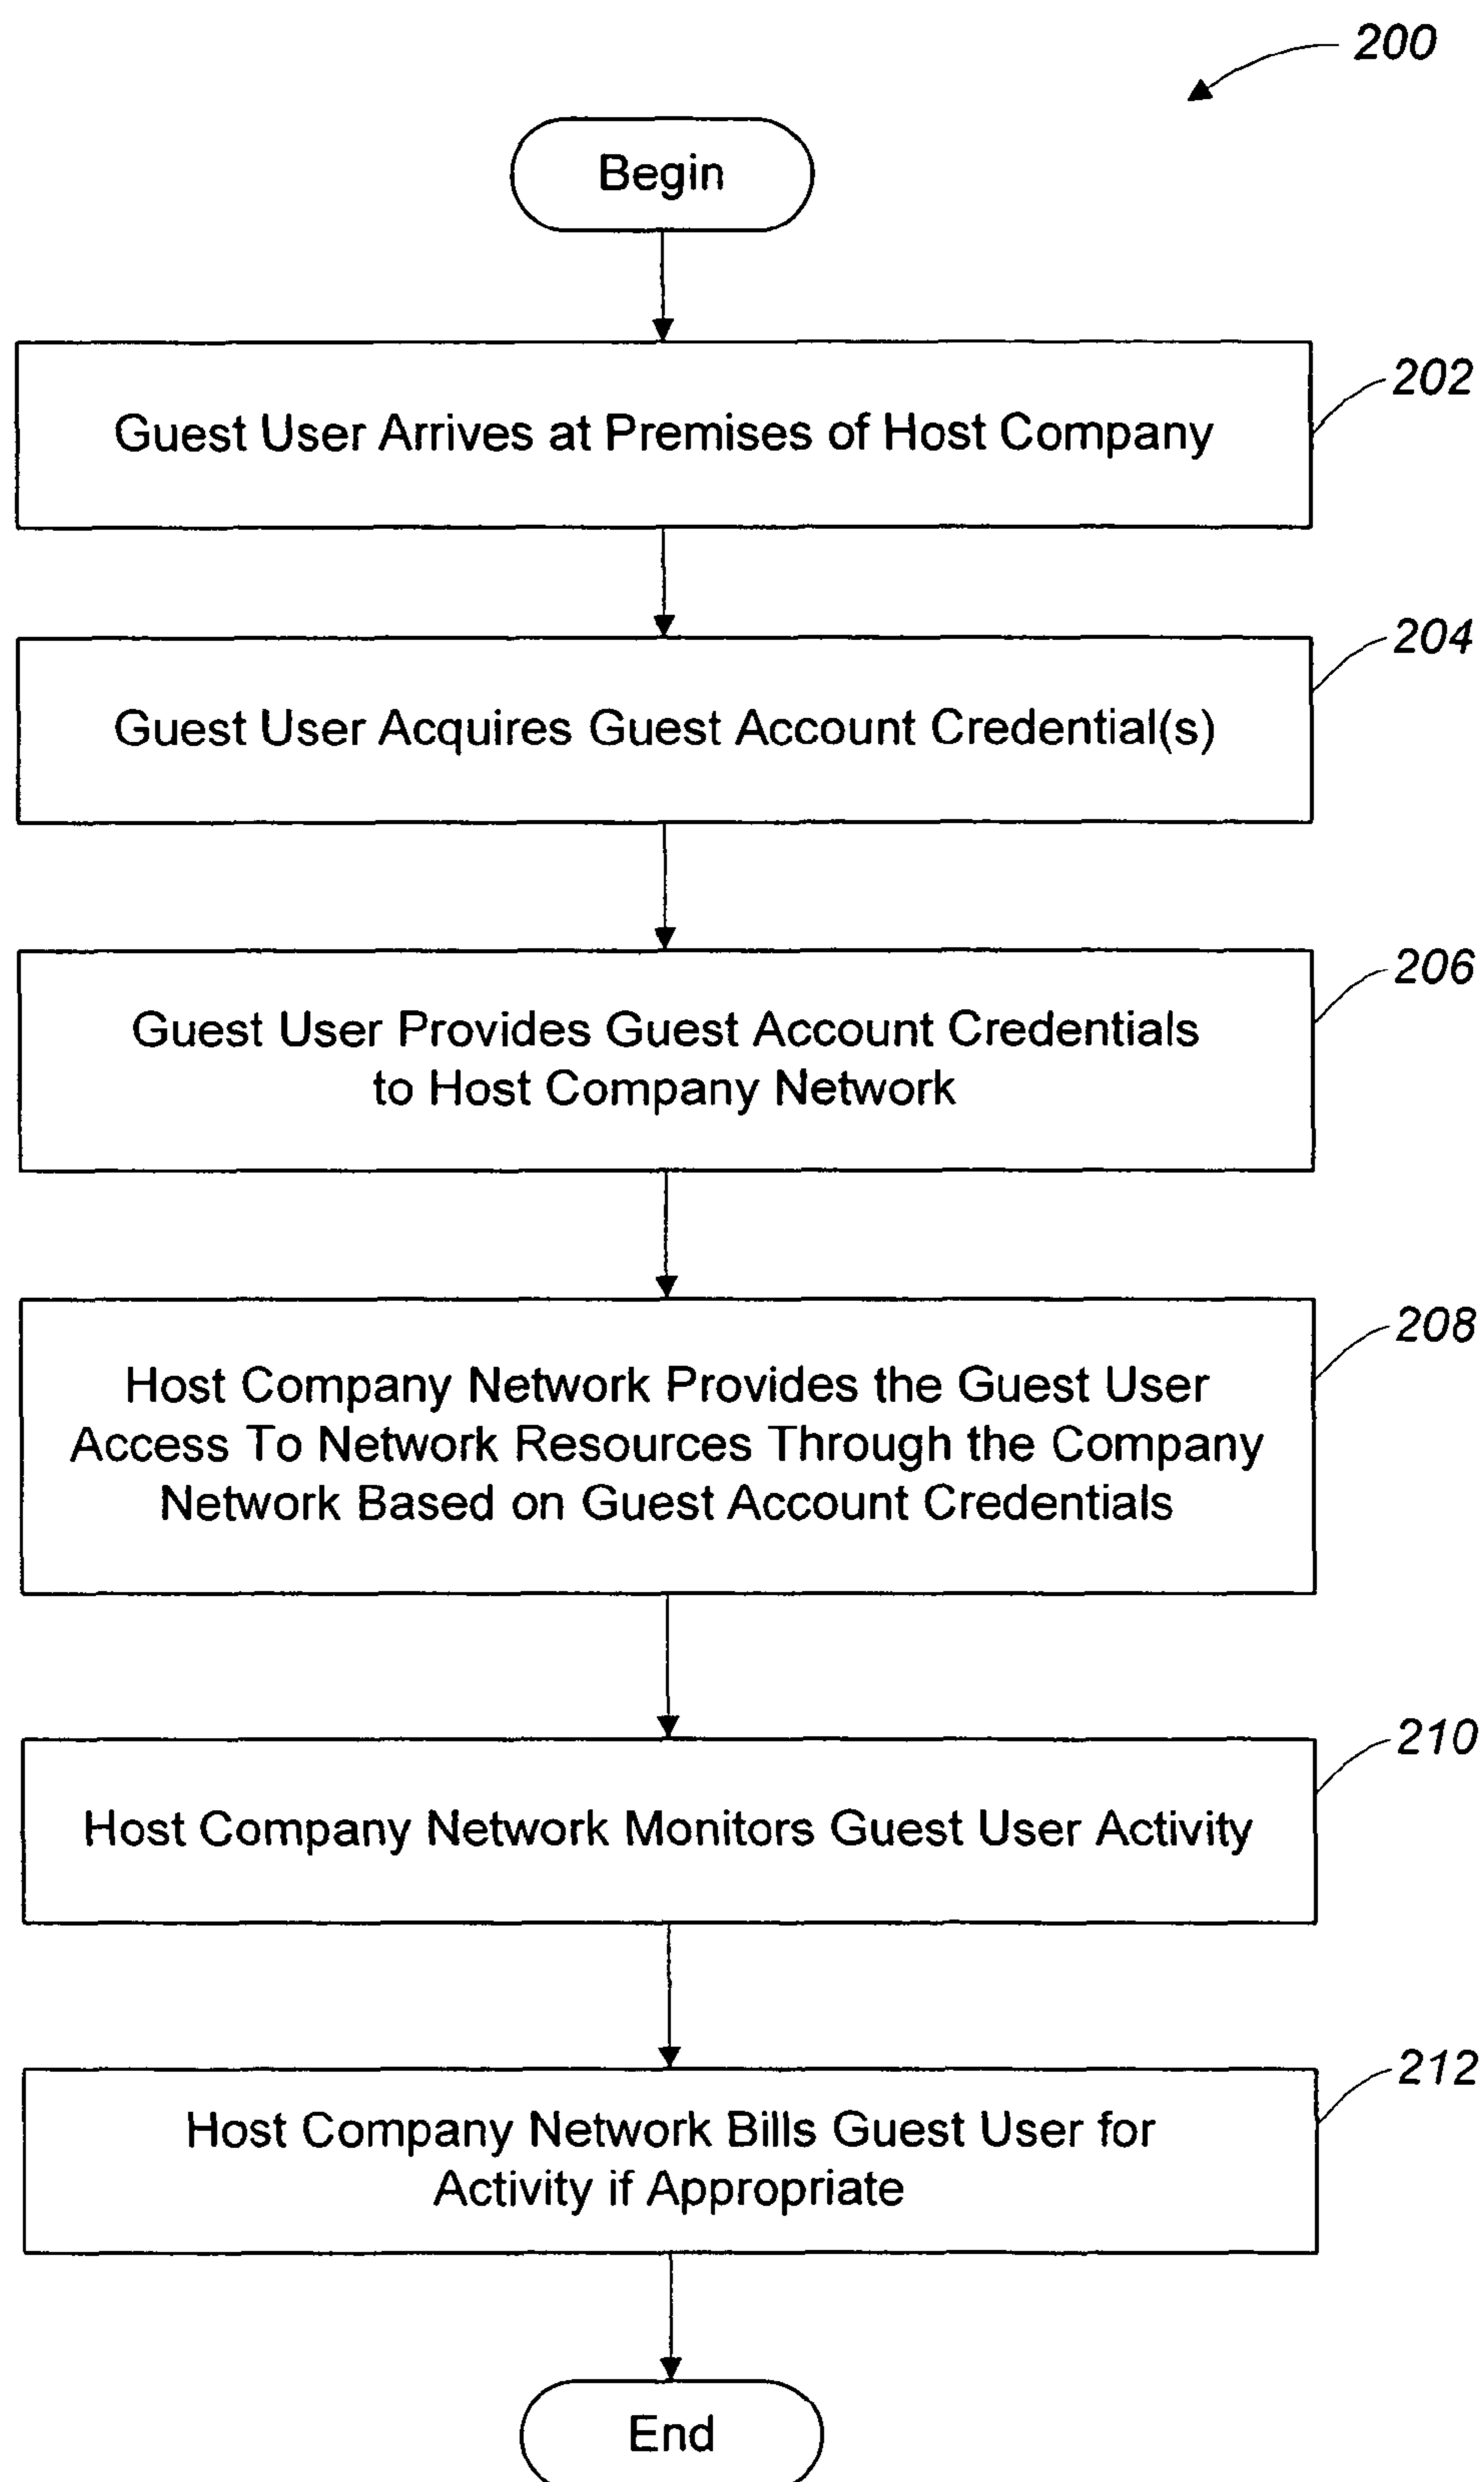 200
Begin
Guest User Arrives at Premises of Host Company
202
Guest User Acquires Guest Account Credential(s)
204
Guest User Provides Guest Account Credentials
to Host Company Network
206
Host Company Network Provides the Guest User
Access To Network Resources Through the Company
Network Based on Guest Account Credentials
208
Host Company Network Monitors Guest User Activity
210
Host Company Network Bills Guest User for
Activity if Appropriate
212
End